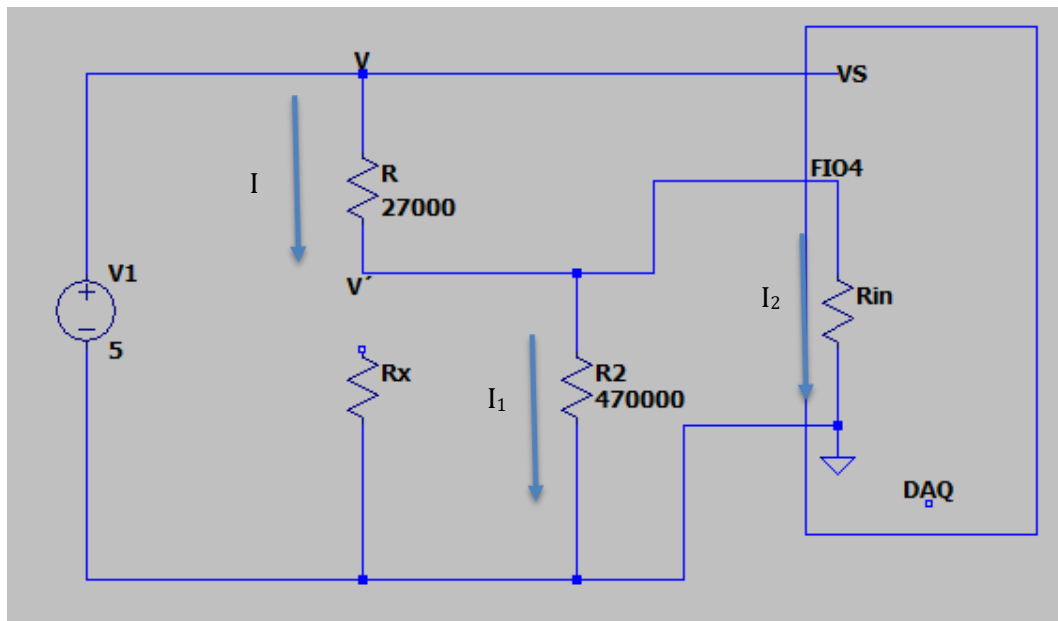 V
VS
I
R
27000
FIO4
V1
5
V´
Rx
I₁
R2
470000
I₂
Rin
DAQ